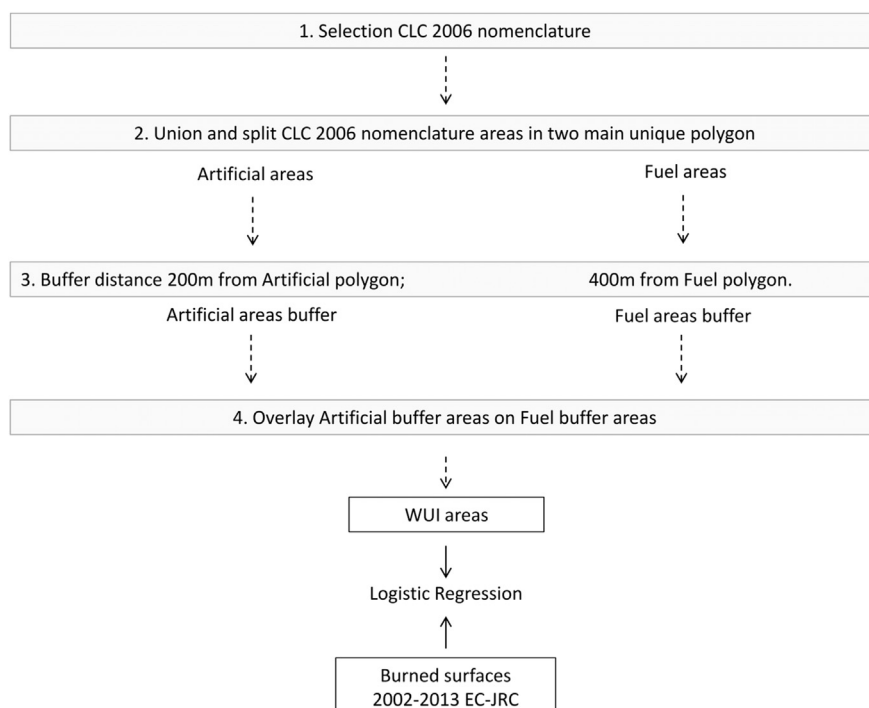 1. Selection CLC 2006 nomenclature
2. Union and split CLC 2006 nomenclature areas in two main unique polygon
Artificial areas
Fuel areas
3. Buffer distance 200m from Artificial polygon;
400m from Fuel polygon.
Artificial areas buffer
Fuel areas buffer
4. Overlay Artificial buffer areas on Fuel buffer areas
WUI areas
Logistic Regression
Burned surfaces
2002-2013 EC-JRC